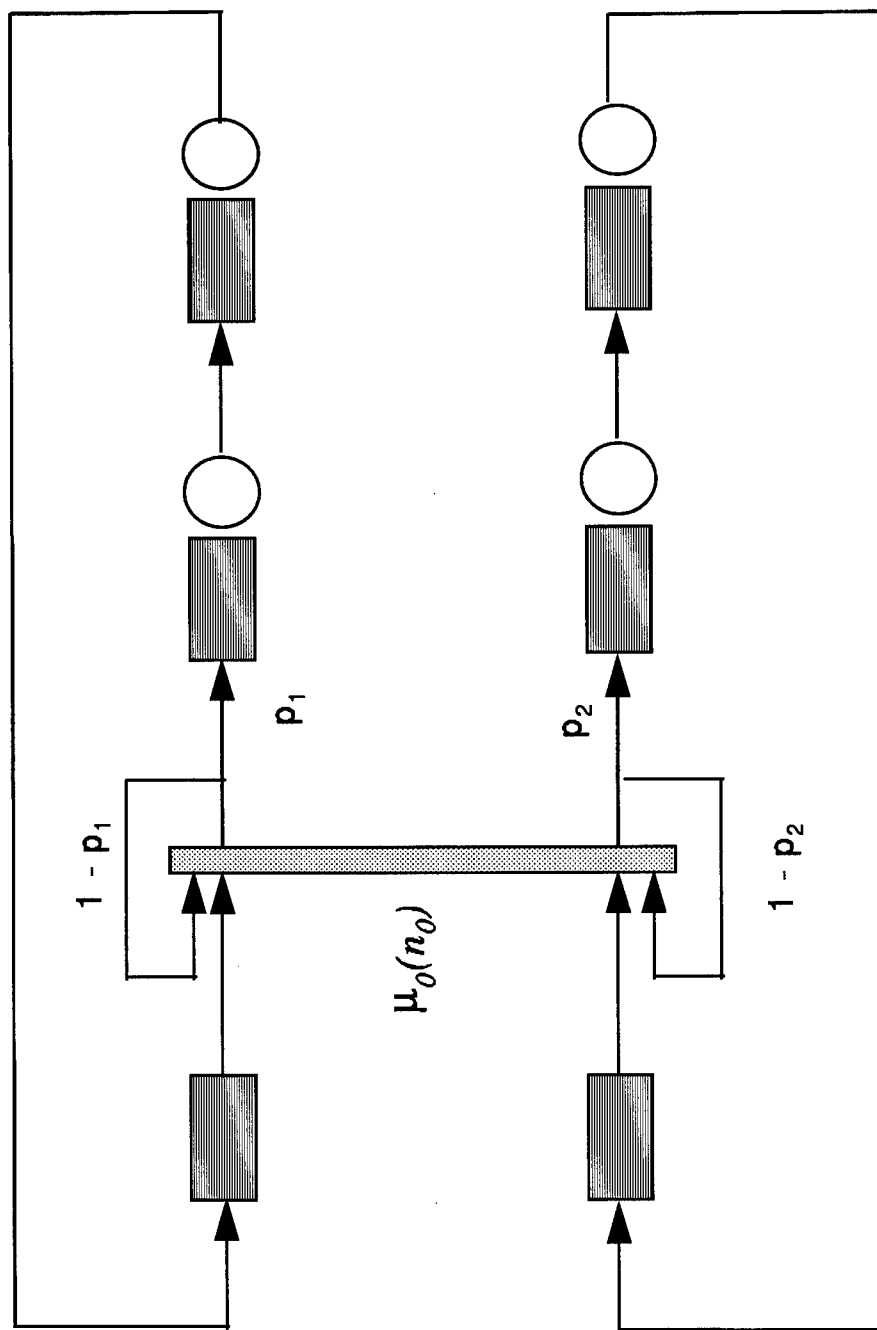 1 - p₁
p₁
μ₀(n₀)
p₂
1 - p₂